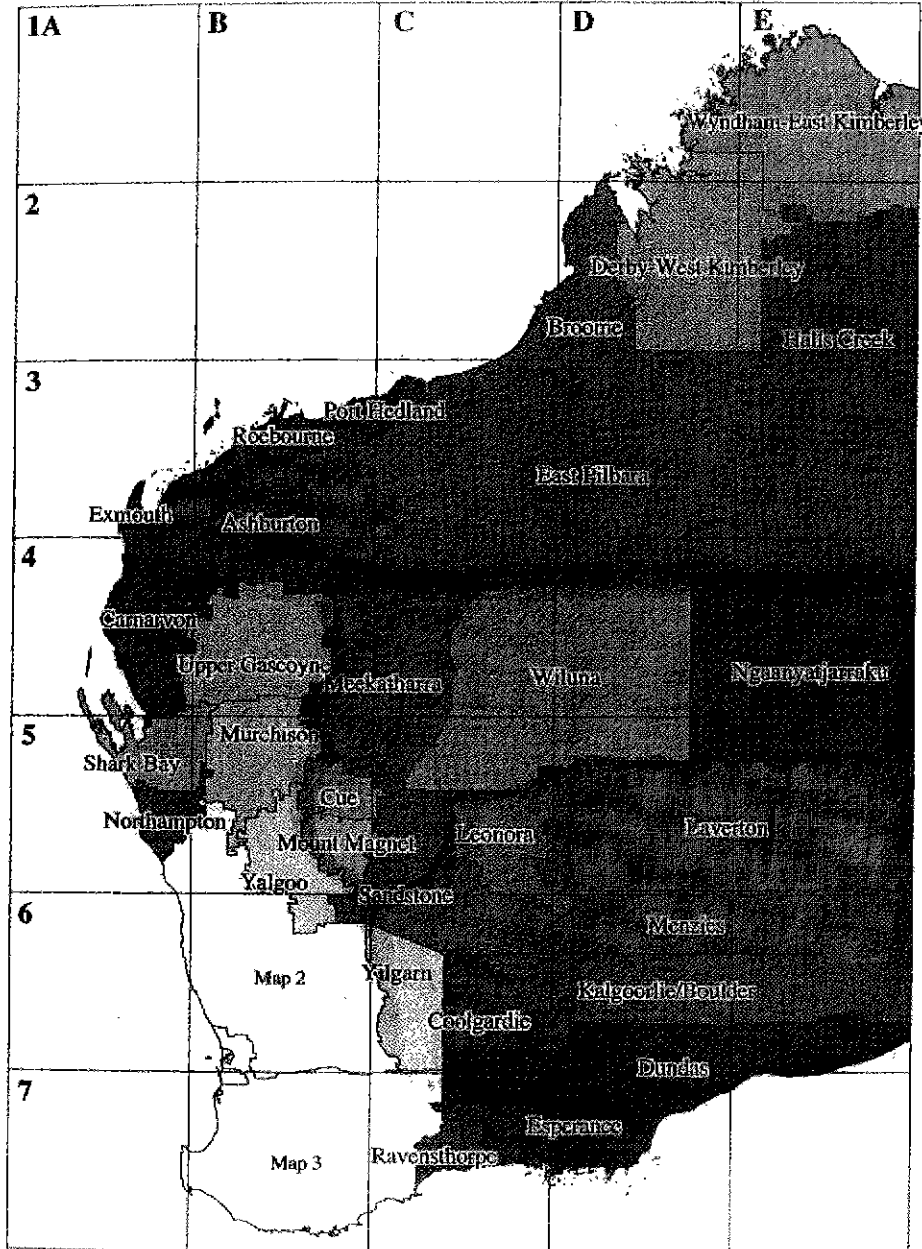 1A B C D E
Wyndham-East Kimberley
2
Derby-West Kimberley
Broome
Halls Creek
3
Port Hedland
Roebourne
East Pilbara
Exmouth
Ashburton
4
Carnarvon
Upper Gascoyne
Meekatharra
Wiluna
Ngaanyatjarraku
5
Murchison
Shark Bay
Cue
Northampton
Leonora
Laverton
Mount Magnet
Yalgoo
Sandstone
6
Menzies
Map 2
Yilgarn
Kalgoorlie/Boulder
Coolgardie
Dundas
7
Esperance
Ravensthorpe
Map 3